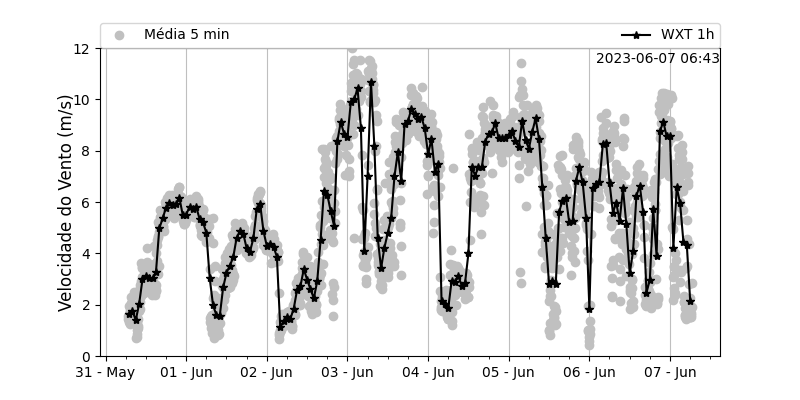 Média 5 min
WXT 1h
2023-06-07 06:43
Velocidade do Vento (m/s)
12
10
8
6
4
2
0
31 - May
01 - Jun
02 - Jun
03 - Jun
04 - Jun
05 - Jun
06 - Jun
07 - Jun